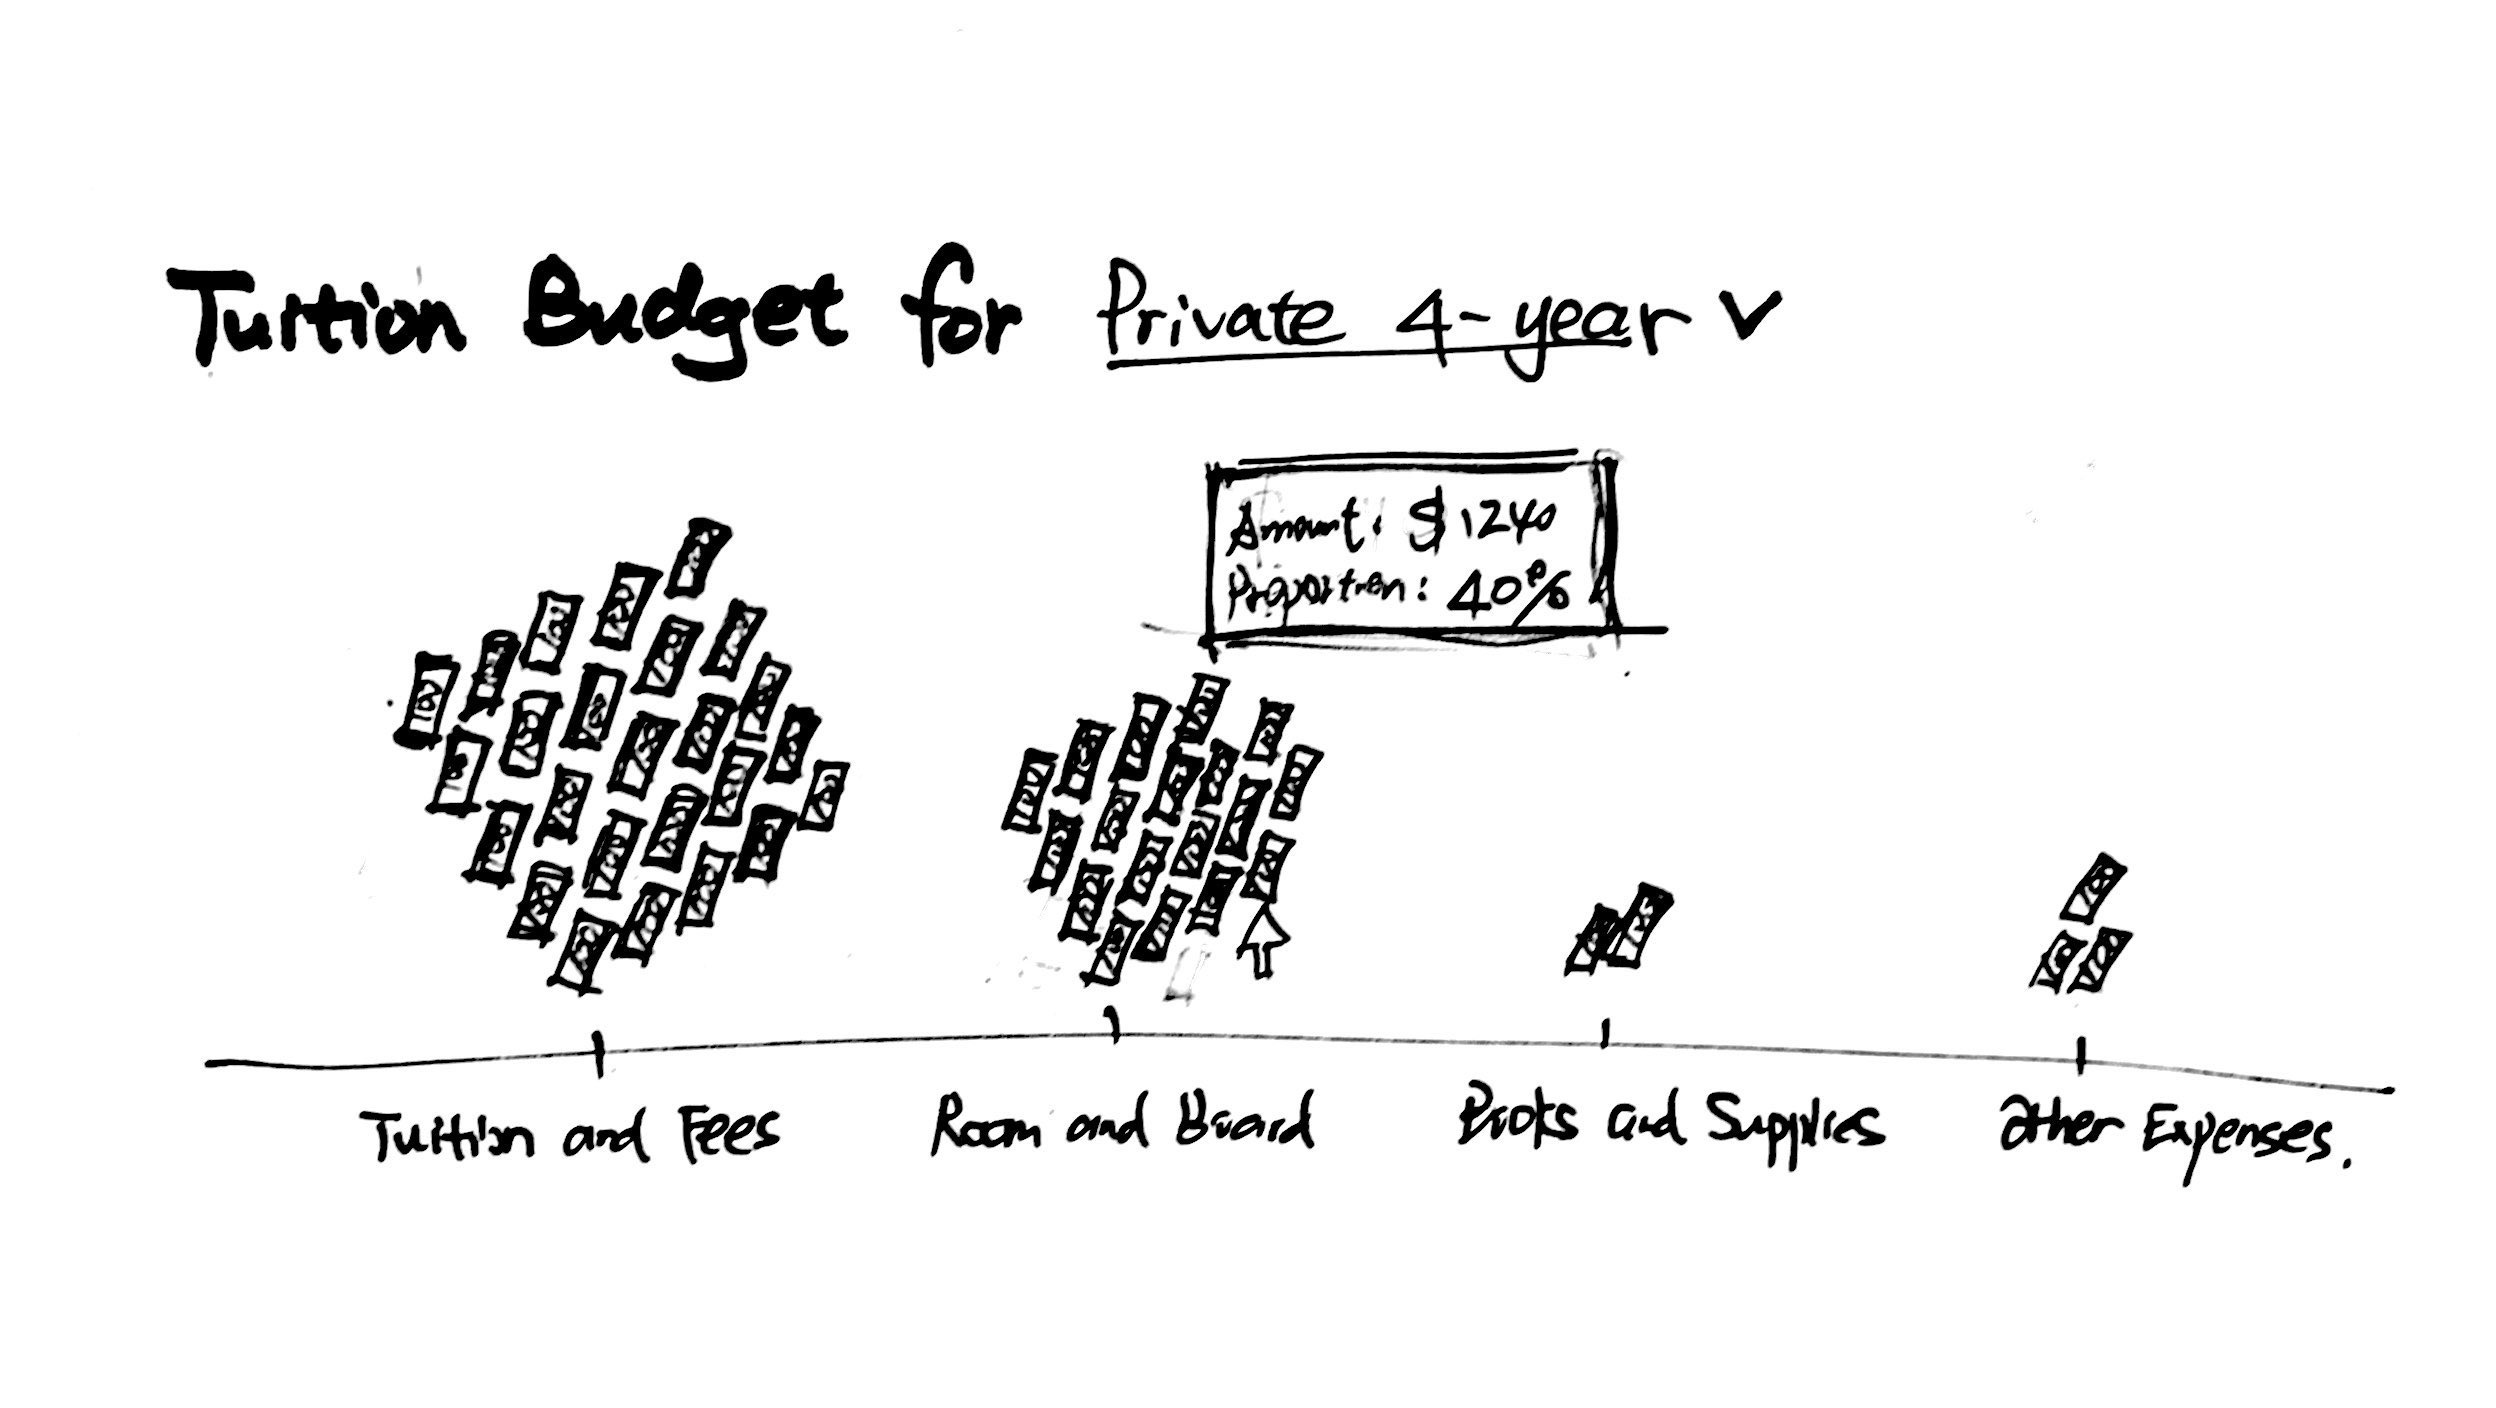 Tuition Budget for Private 4-year v
Amount: $1240
Proportion: 40%
Tuition and Fees
Room and Board
Books and Supplies
Other Expenses.